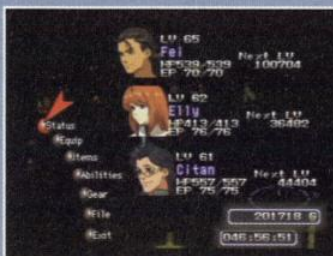 LV 65
Fei
Next LV
HP539/539
100704
EP 70/70
LV 62
Elly
Next LV
HP413/413
36402
EP 76/76
LV 61
Citan
Next LV
HP557/557
44404
EP 75/75
Status
Equip
Items
Abilities
Gear
File
Exit
201718 G
046:56:51